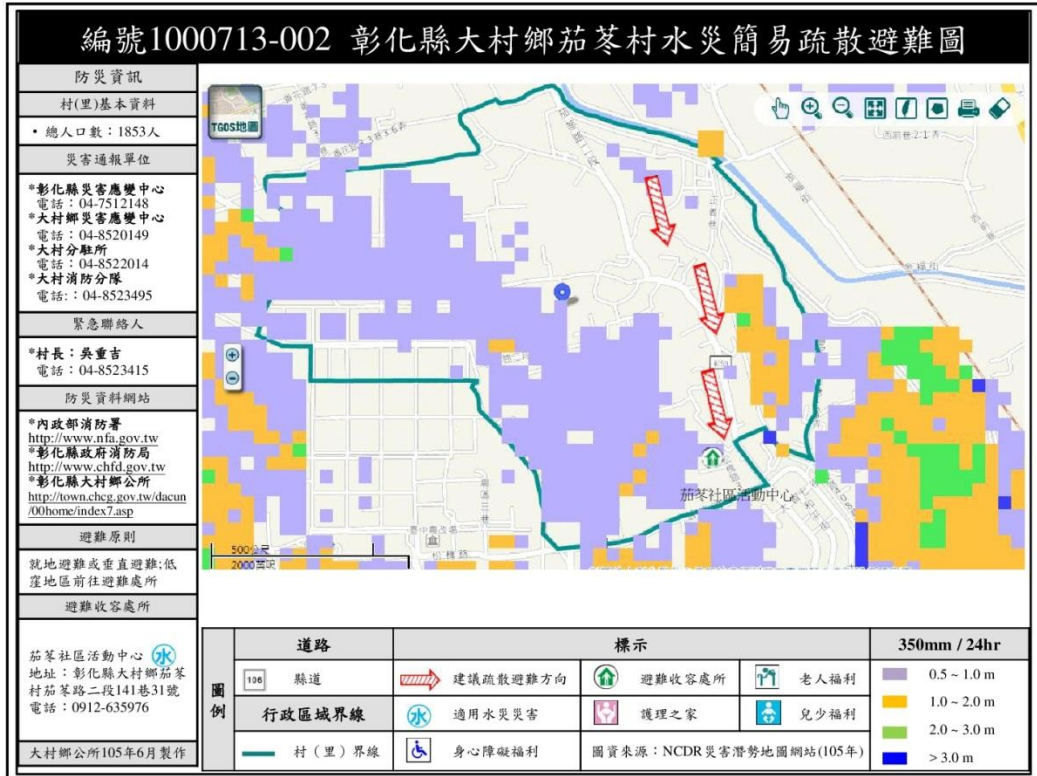 編號1000713-002 彰化縣大村鄉茄苳村水災簡易疏散避難圖
防災資訊
村(里)基本資料
• 總人口數：1853人
災害通報單位
*彰化縣災害應變中心
電話：04-7512148
*大村鄉災害應變中心
電話：04-8520149
*大村分駐所
電話：04-8522014
*大村消防分隊
電話:：04-8523495
緊急聯絡人
*村長：吳重吉
電話：04-8523415
防災資料網站
*內政部消防署
http://www.nfa.gov.tw
*彰化縣政府消防局
http://www.chfd.gov.tw
*彰化縣大村鄉公所
http://town.chcg.gov.tw/dacun
/00home/index7.asp
避難原則
就地避難或垂直避難;低
窪地區前往避難處所
避難收容處所
茄苳社區活動中心 水
地址：彰化縣大村鄉茄苳
村茄苳路二段141巷31號
電話：0912-635976
大村鄉公所105年6月製作
TGOS地圖
茄苳社區活動中心
臺中農改場
松槐路
500公尺
2000英呎
圖例
道路
106 縣道
行政區域界線
村（里）界線
標示
建議疏散避難方向
避難收容處所
老人福利
水 適用水災災害
護理之家
兒少福利
身心障礙福利
圖資來源：NCDR災害潛勢地圖網站(105年)
350mm / 24hr
0.5 ~ 1.0 m
1.0 ~ 2.0 m
2.0 ~ 3.0 m
> 3.0 m